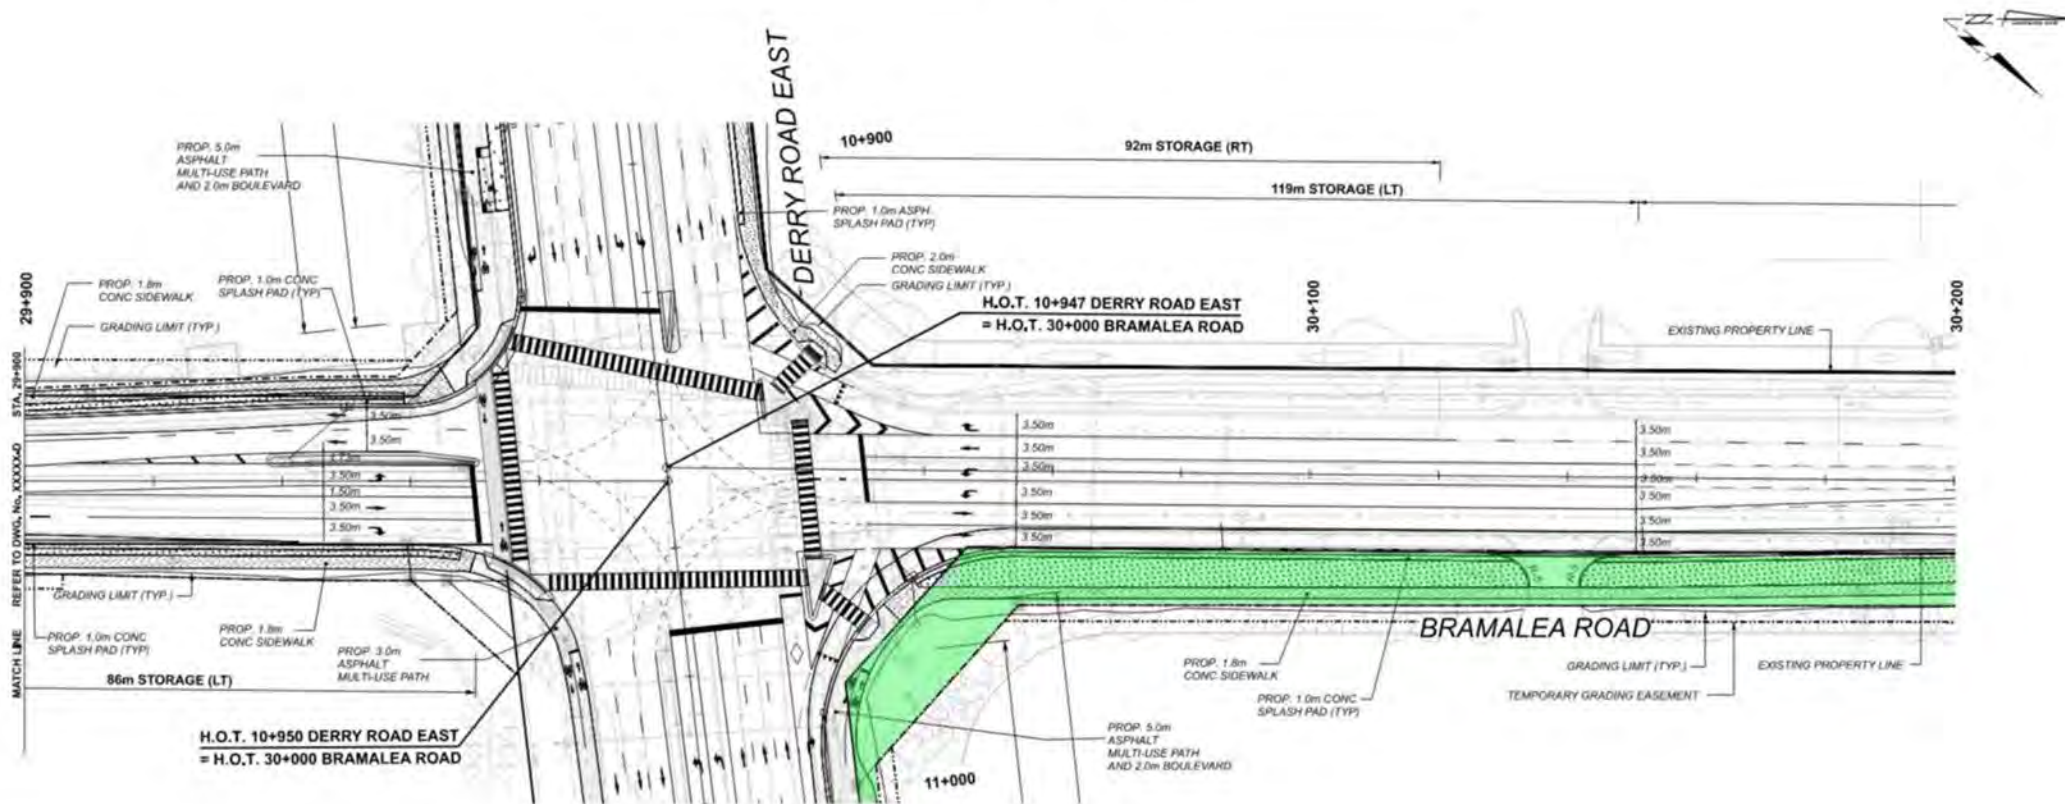 DERRY ROAD EAST
10+900
92m STORAGE (RT)
119m STORAGE (LT)
PROP. 5.0m
ASPHALT
MULTI-USE PATH
AND 2.0m BOULEVARD
PROP. 1.0m ASPH.
SPLASH PAD (TYP)
PROP. 2.0m
CONC SIDEWALK
GRADING LIMIT (TYP.)
H.O.T. 10+947 DERRY ROAD EAST
= H.O.T. 30+000 BRAMALEA ROAD
30+100
30+200
EXISTING PROPERTY LINE
29+900
PROP. 1.8m
CONC SIDEWALK
PROP. 1.0m CONC
SPLASH PAD (TYP)
GRADING LIMIT (TYP.)
MATCH LINE REFER TO DWG. No. XXXXX-D STA. 29+900
3.50m
3.50m
3.50m
1.50m
3.50m
3.50m
3.50m
3.50m
3.50m
3.50m
3.50m
3.50m
3.50m
3.50m
3.50m
3.50m
3.50m
3.50m
GRADING LIMIT (TYP.)
PROP. 1.0m CONC
SPLASH PAD (TYP)
PROP. 1.8m
CONC SIDEWALK
PROP. 3.0m
ASPHALT
MULTI-USE PATH
86m STORAGE (LT)
H.O.T. 10+950 DERRY ROAD EAST
= H.O.T. 30+000 BRAMALEA ROAD
BRAMALEA ROAD
PROP. 1.8m
CONC SIDEWALK
PROP. 1.0m CONC
SPLASH PAD (TYP)
GRADING LIMIT (TYP.)
TEMPORARY GRADING EASEMENT
EXISTING PROPERTY LINE
PROP. 5.0m
ASPHALT
MULTI-USE PATH
AND 2.0m BOULEVARD
11+000